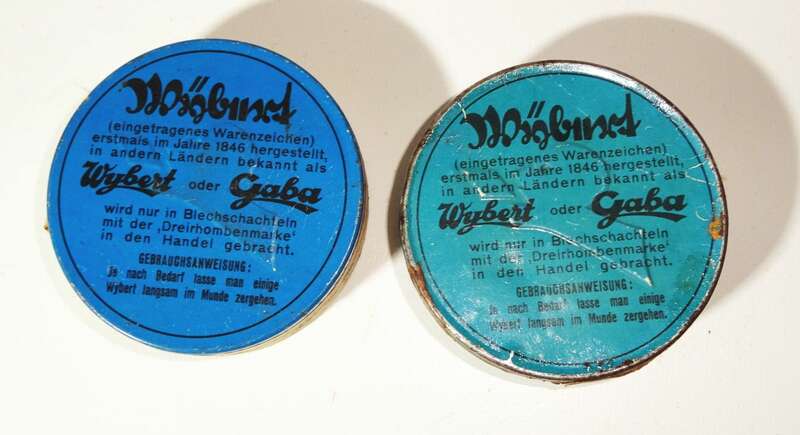 Wÿbert
(eingetragenes Warenzeichen)
erstmals im Jahre 1846 hergestellt,
in andern Ländern bekannt als
Wybert oder Gaba
wird nur in Blechschachteln
mit der ‚Dreirhombenmarke‘
in den Handel gebracht.
GEBRAUCHSANWEISUNG:
Je nach Bedarf lasse man einige
Wybert langsam im Munde zergehen.
Wÿbert
(eingetragenes Warenzeichen)
erstmals im Jahre 1846 hergestellt,
in andern Ländern bekannt als
Wybert oder Gaba
wird nur in Blechschachteln
mit der ‚Dreirhombenmarke‘
in den Handel gebracht.
GEBRAUCHSANWEISUNG:
Je nach Bedarf lasse man einige
Wybert langsam im Munde zergehen.